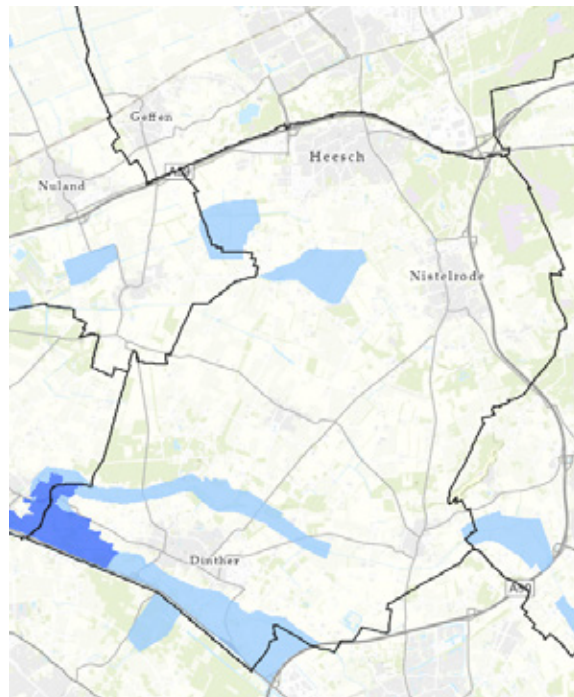 Geffen
Heesch
A59
Nuland
Nistelrode
Dinther
A50